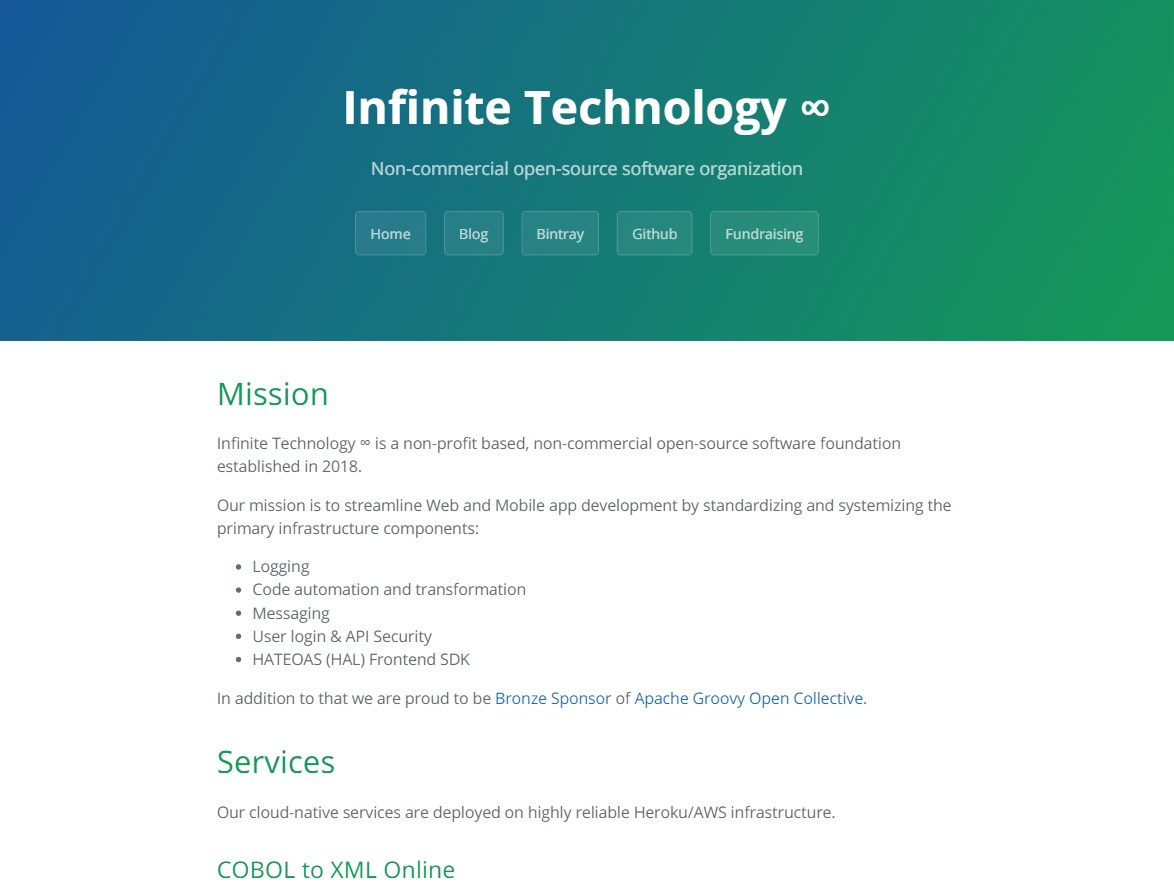 Infinite Technology ∞
Non-commercial open-source software organization
Home Blog Bintray Github Fundraising
Mission
Infinite Technology ∞ is a non-profit based, non-commercial open-source software foundation
established in 2018.
Our mission is to streamline Web and Mobile app development by standardizing and systemizing the
primary infrastructure components:
• Logging
• Code automation and transformation
• Messaging
• User login & API Security
• HATEOAS (HAL) Frontend SDK
In addition to that we are proud to be Bronze Sponsor of Apache Groovy Open Collective.
Services
Our cloud-native services are deployed on highly reliable Heroku/AWS infrastructure.
COBOL to XML Online